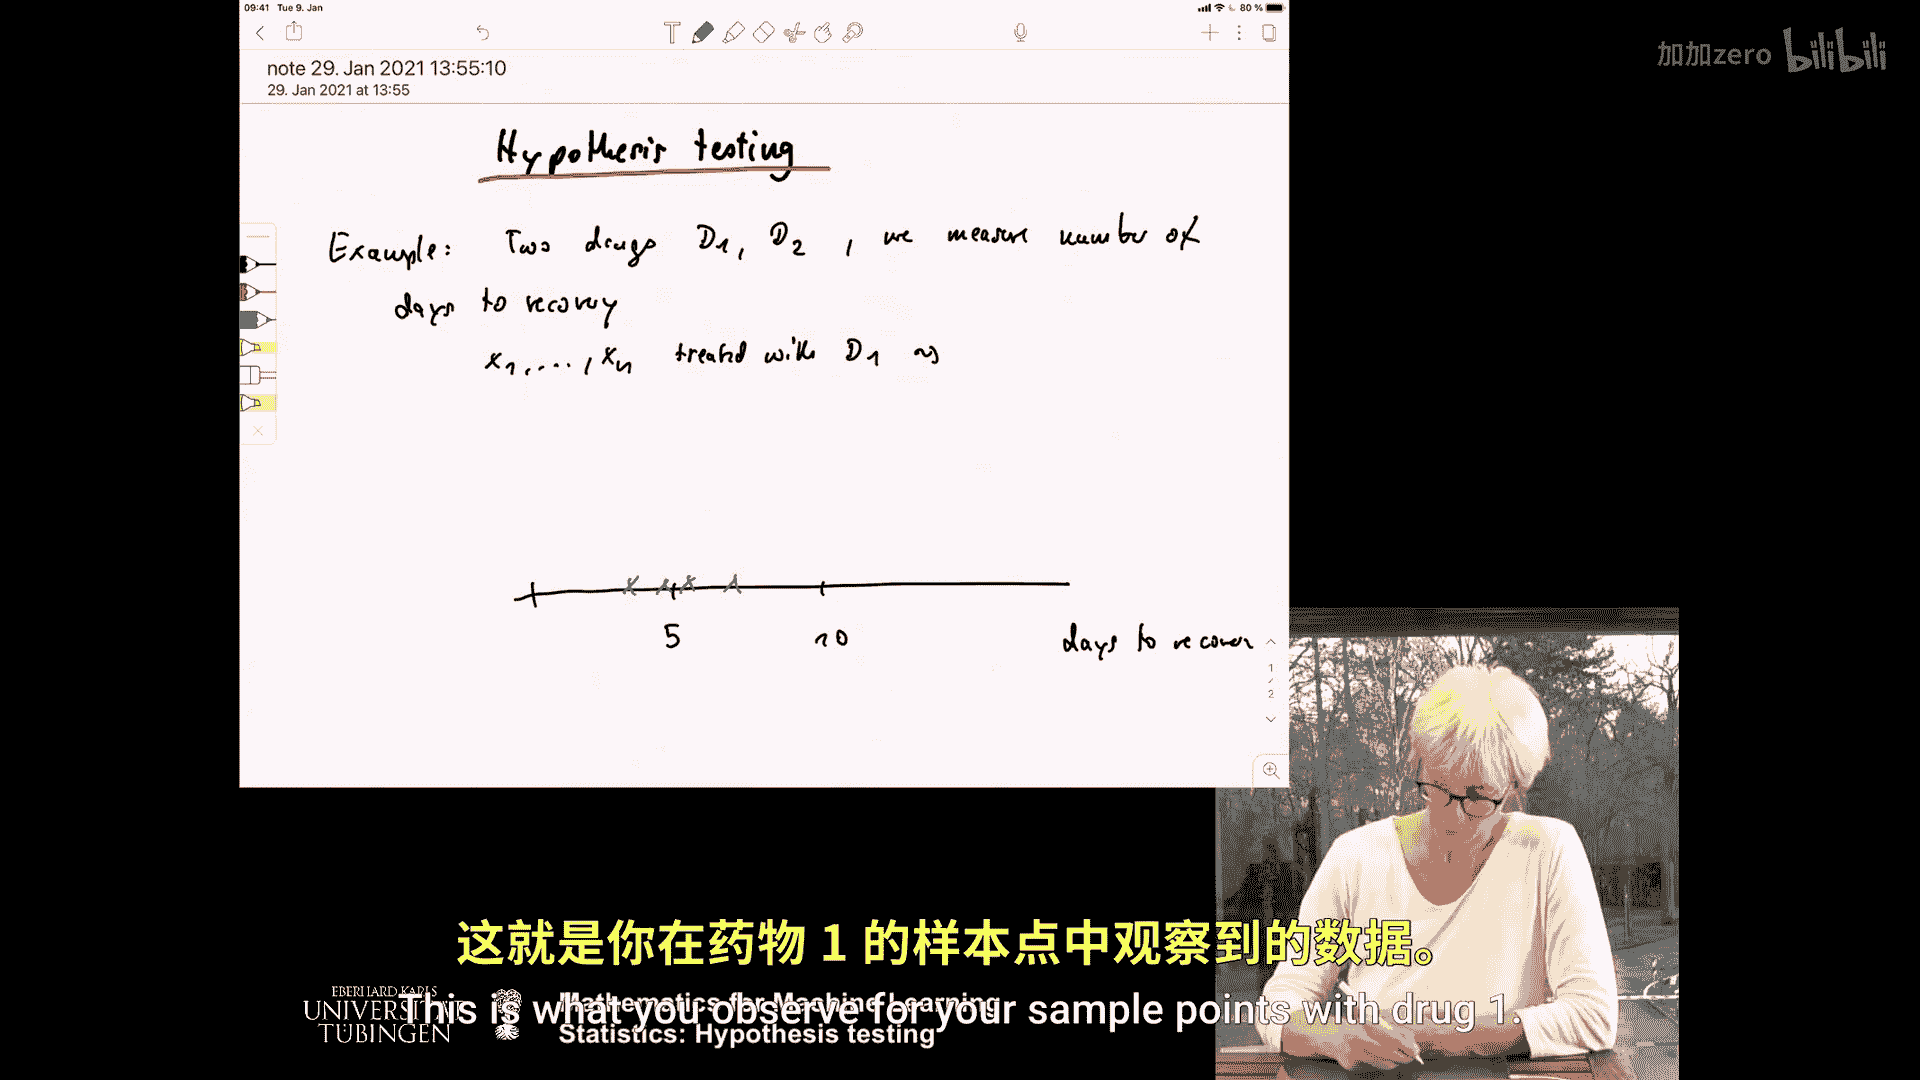 09:41 Tue 9. Jan
80 %
加加zero bilibili
T
note 29. Jan 2021 13:55:10
29. Jan 2021 at 13:55
Hypothesis testing
Example: Two drugs D1, D2, we measure number of
days to recovery
x1, ..., xn treated with D1 ~>
5 10 days to recover
1
2
这就是你在药物 1 的样本点中观察到的数据。
This is what you observe for your sample points with drug 1.
EBERHARD KARLS
UNIVERSITÄT
TÜBINGEN
Mathematics for Machine Learning
Statistics: Hypothesis testing